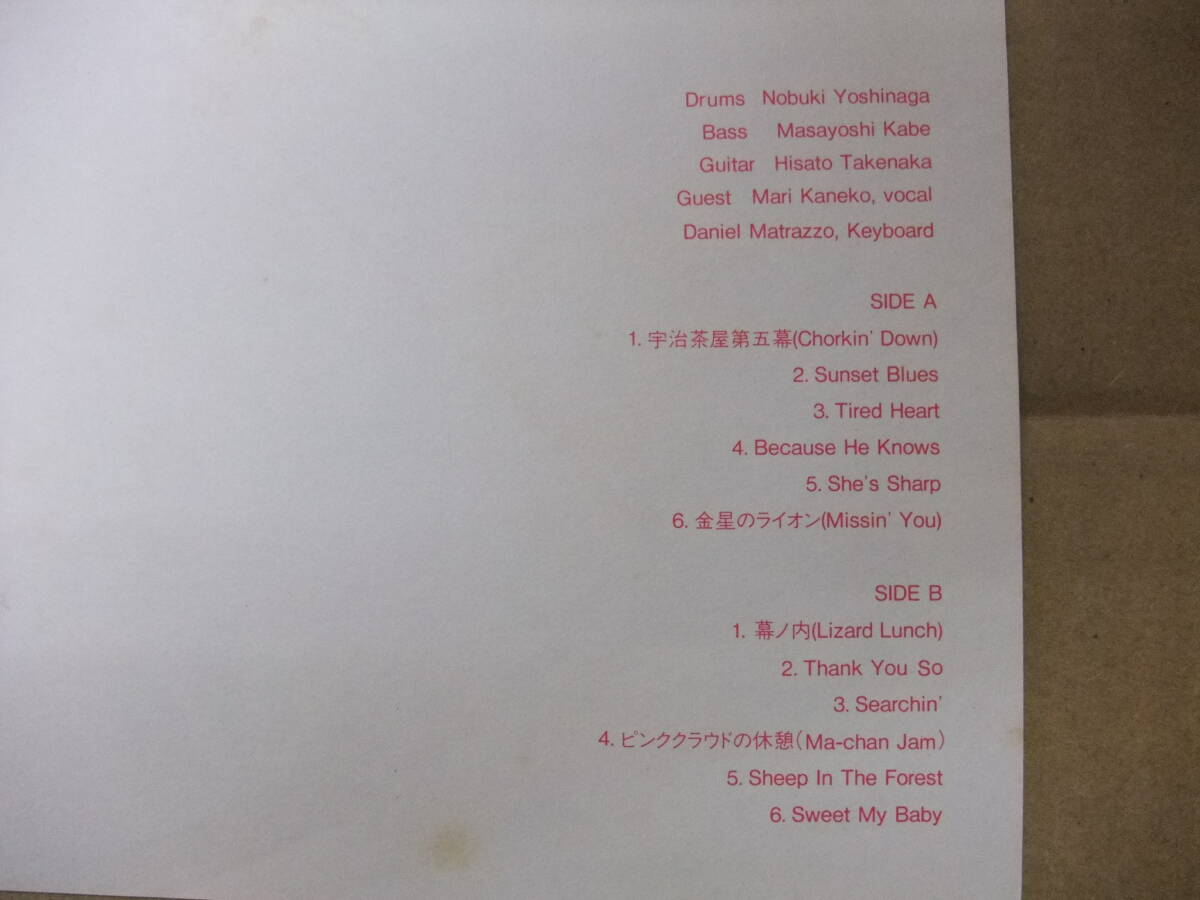 Drums Nobuki Yoshinaga
Bass Masayoshi Kabe
Guitar Hisato Takenaka
Guest Mari Kaneko, vocal
Daniel Matrazzo, Keyboard
SIDE A
1. 宇治茶屋第五幕(Chorkin' Down)
2. Sunset Blues
3. Tired Heart
4. Because He Knows
5. She's Sharp
6. 金星のライオン(Missin' You)
SIDE B
1. 幕ノ内(Lizard Lunch)
2. Thank You So
3. Searchin'
4. ピンククラウドの休憩(Ma-chan Jam)
5. Sheep In The Forest
6. Sweet My Baby